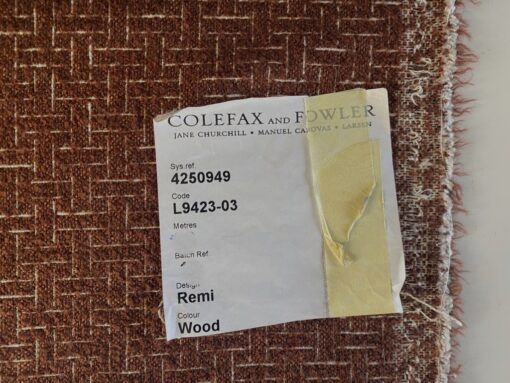 COLEFAX AND FOWLER
JANE CHURCHILL • MANUEL CANOVAS • LARSEN
Sys.ref
4250949
Code
L9423-03
Metres
Batch Ref
Design
Remi
Colour
Wood